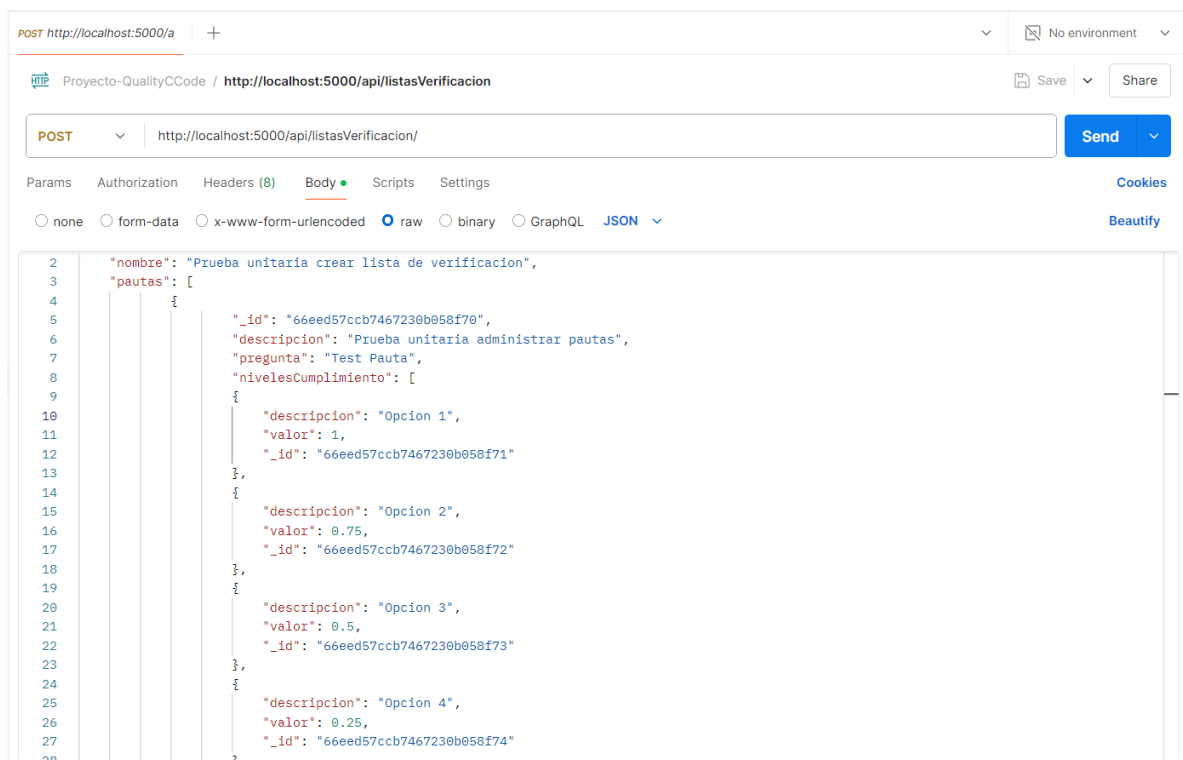 POST http://localhost:5000/a
No environment
HTTP Proyecto-QualityCCode / http://localhost:5000/api/listasVerificacion Save Share
POST http://localhost:5000/api/listasVerificacion/ Send
Params Authorization Headers (8) Body Scripts Settings Cookies
none form-data x-www-form-urlencoded raw binary GraphQL JSON Beautify
2 "nombre": "Prueba unitaria crear lista de verificacion",
3 "pautas": [
4 {
5 "_id": "66eed57ccb7467230b058f70",
6 "descripcion": "Prueba unitaria administrar pautas",
7 "pregunta": "Test Pauta",
8 "nivelesCumplimiento": [
9 {
10 "descripcion": "Opcion 1",
11 "valor": 1,
12 "_id": "66eed57ccb7467230b058f71"
13 },
14 {
15 "descripcion": "Opcion 2",
16 "valor": 0.75,
17 "_id": "66eed57ccb7467230b058f72"
18 },
19 {
20 "descripcion": "Opcion 3",
21 "valor": 0.5,
22 "_id": "66eed57ccb7467230b058f73"
23 },
24 {
25 "descripcion": "Opcion 4",
26 "valor": 0.25,
27 "_id": "66eed57ccb7467230b058f74"